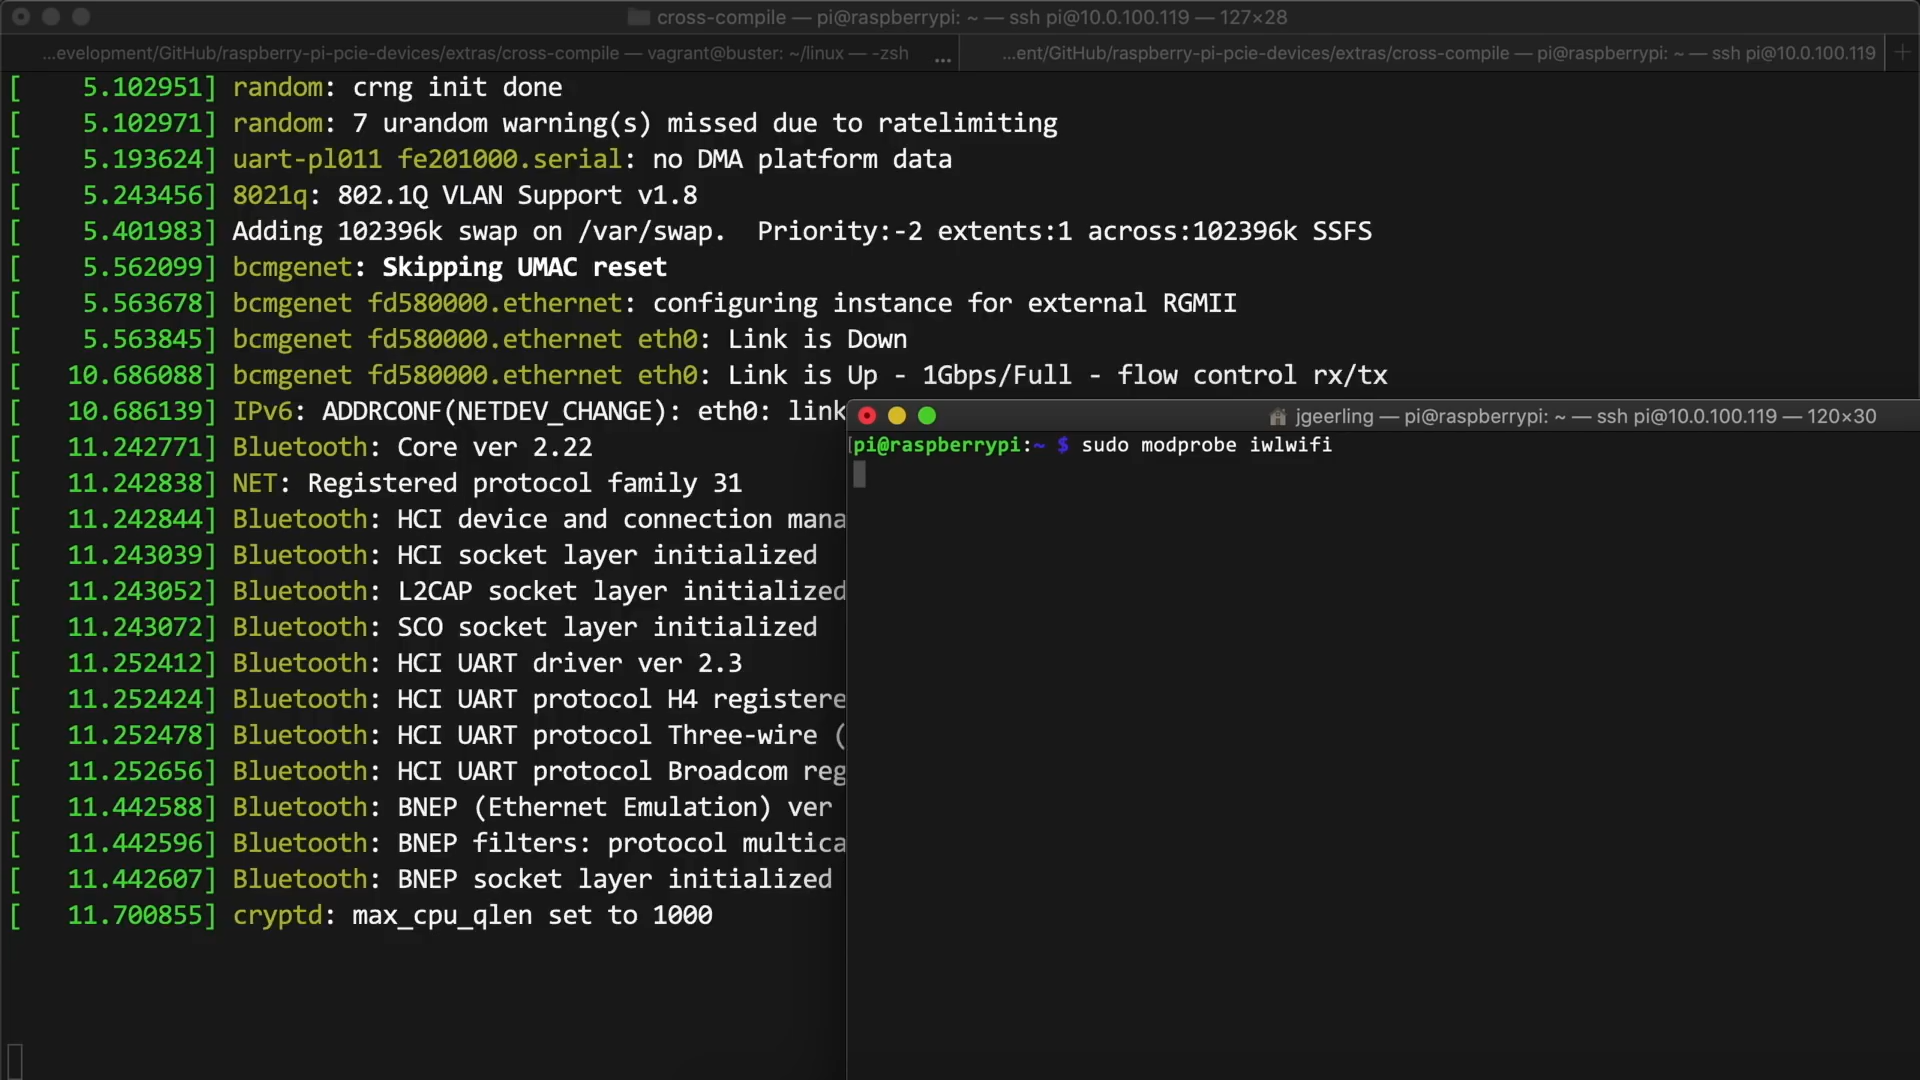 cross-compile — pi@raspberrypi: ~ — ssh pi@10.0.100.119 — 127×28
...evelopment/GitHub/raspberry-pi-pcie-devices/extras/cross-compile — vagrant@buster: ~/linux — -zsh ...
...ent/GitHub/raspberry-pi-pcie-devices/extras/cross-compile — pi@raspberrypi: ~ — ssh pi@10.0.100.119 +
[    5.102951] random: crng init done
[    5.102971] random: 7 urandom warning(s) missed due to ratelimiting
[    5.193624] uart-pl011 fe201000.serial: no DMA platform data
[    5.243456] 8021q: 802.1Q VLAN Support v1.8
[    5.401983] Adding 102396k swap on /var/swap.  Priority:-2 extents:1 across:102396k SSFS
[    5.562099] bcmgenet: Skipping UMAC reset
[    5.563678] bcmgenet fd580000.ethernet: configuring instance for external RGMII
[    5.563845] bcmgenet fd580000.ethernet eth0: Link is Down
[   10.686088] bcmgenet fd580000.ethernet eth0: Link is Up - 1Gbps/Full - flow control rx/tx
[   10.686139] IPv6: ADDRCONF(NETDEV_CHANGE): eth0: link
[   11.242771] Bluetooth: Core ver 2.22
[   11.242838] NET: Registered protocol family 31
[   11.242844] Bluetooth: HCI device and connection mana
[   11.243039] Bluetooth: HCI socket layer initialized
[   11.243052] Bluetooth: L2CAP socket layer initialized
[   11.243072] Bluetooth: SCO socket layer initialized
[   11.252412] Bluetooth: HCI UART driver ver 2.3
[   11.252424] Bluetooth: HCI UART protocol H4 registere
[   11.252478] Bluetooth: HCI UART protocol Three-wire (
[   11.252656] Bluetooth: HCI UART protocol Broadcom reg
[   11.442588] Bluetooth: BNEP (Ethernet Emulation) ver
[   11.442596] Bluetooth: BNEP filters: protocol multica
[   11.442607] Bluetooth: BNEP socket layer initialized
[   11.700855] cryptd: max_cpu_qlen set to 1000
jgeerling — pi@raspberrypi: ~ — ssh pi@10.0.100.119 — 120×30
[pi@raspberrypi:~ $ sudo modprobe iwlwifi